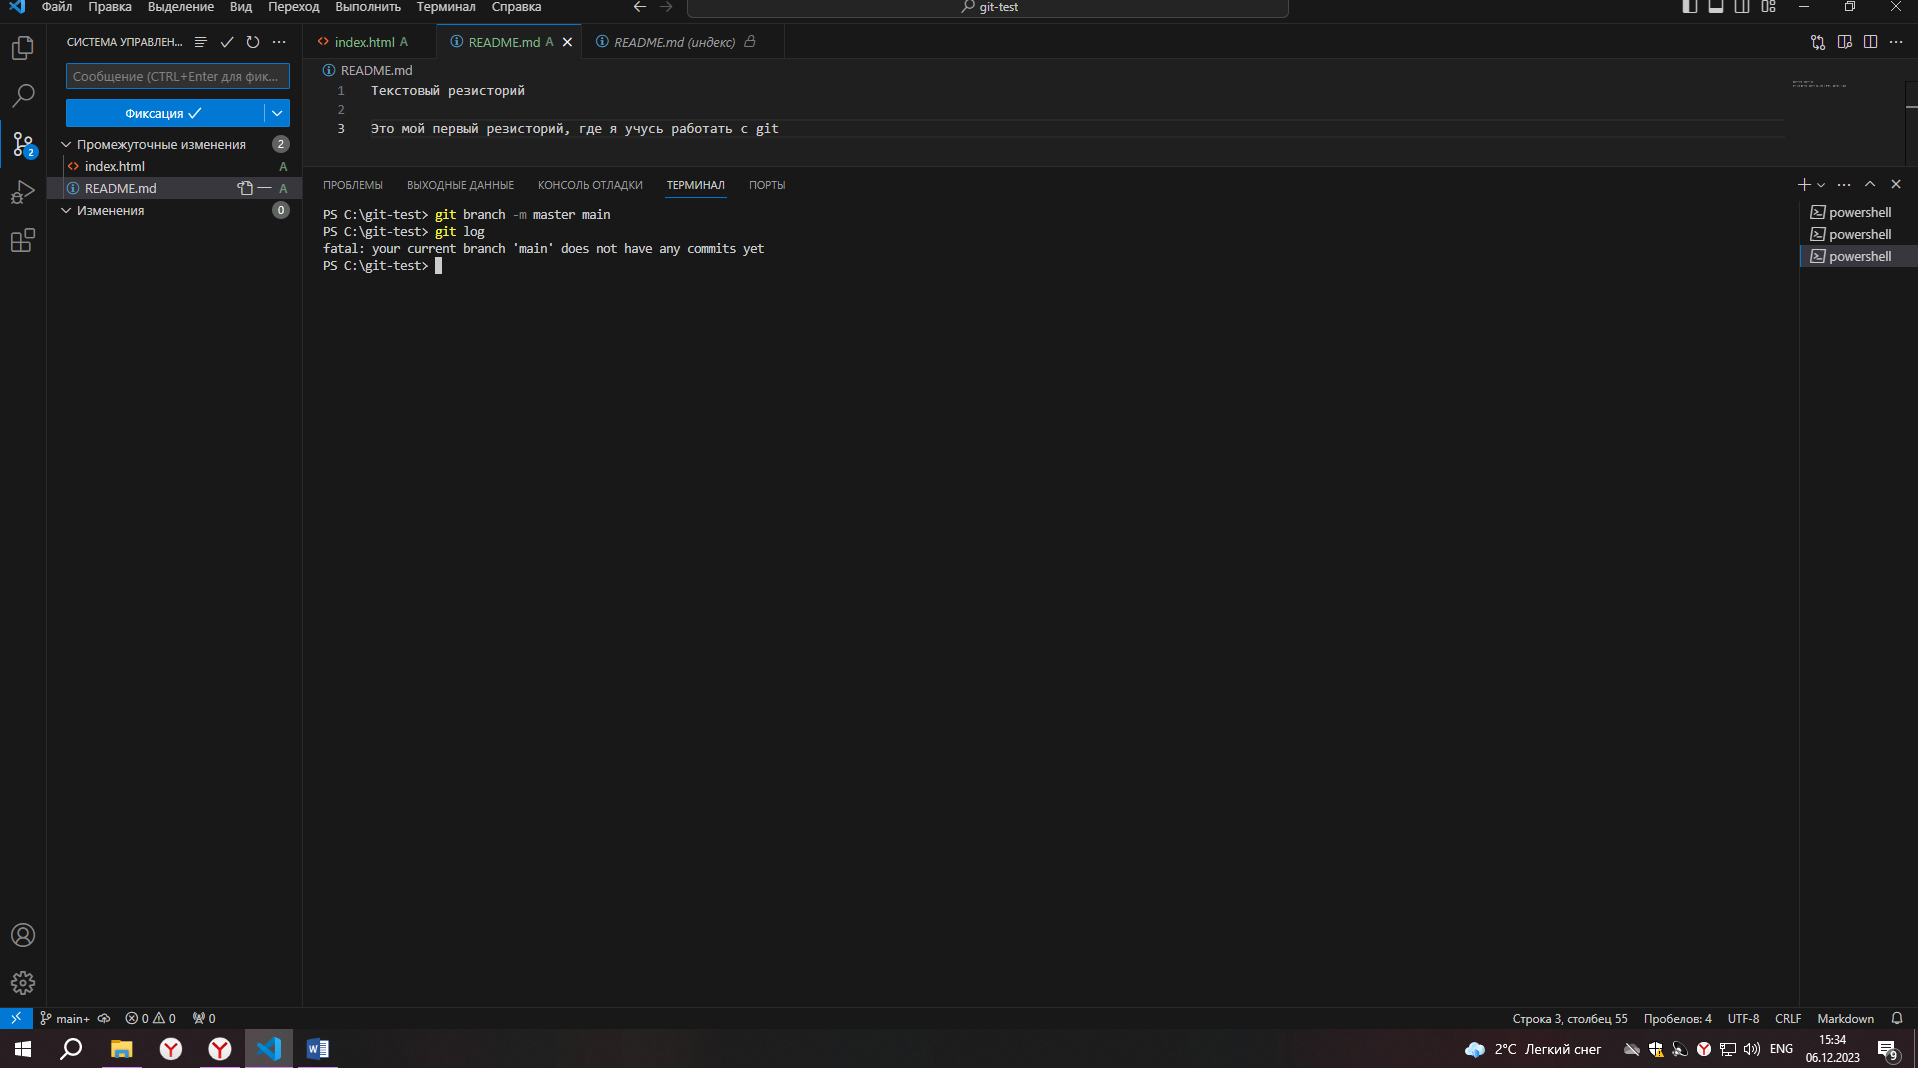 Файл Правка Выделение Вид Переход Выполнить Терминал Справка git-test
СИСТЕМА УПРАВЛЕН...
index.html A README.md A README.md (индекс)
Сообщение (CTRL+Enter для фик...
Фиксация
Промежуточные изменения 2
index.html A
README.md A
Изменения 0
2
README.md
1 Текстовый резисторий
2
3 Это мой первый резисторий, где я учусь работать с git
ПРОБЛЕМЫ ВЫХОДНЫЕ ДАННЫЕ КОНСОЛЬ ОТЛАДКИ ТЕРМИНАЛ ПОРТЫ
PS C:\git-test> git branch -m master main
PS C:\git-test> git log
fatal: your current branch 'main' does not have any commits yet
PS C:\git-test>
powershell
powershell
powershell
main+ 0 0 0 Строка 3, столбец 55 Пробелов: 4 UTF-8 CRLF Markdown
2°C Легкий снег ENG 15:34
06.12.2023 9